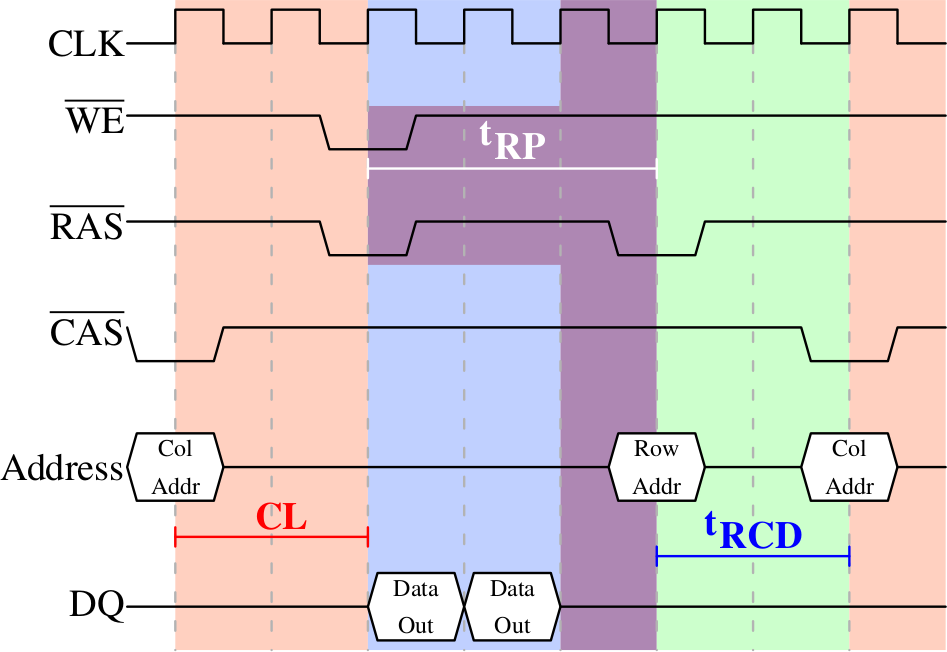 CLK
WE
tRP
RAS
CAS
Col
Addr
Row
Addr
Col
Addr
Address
CL
tRCD
Data
Out
Data
Out
DQ